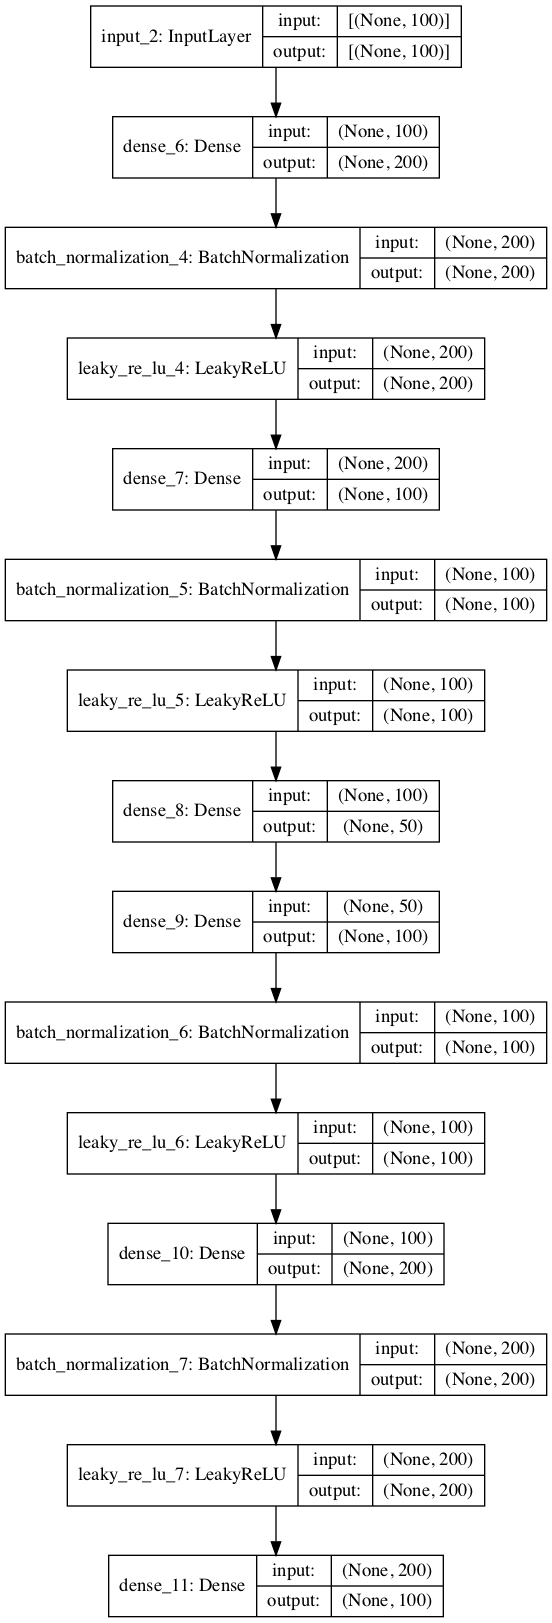 input_2: InputLayer
input: [(None, 100)]
output: [(None, 100)]
dense_6: Dense
input: (None, 100)
output: (None, 200)
batch_normalization_4: BatchNormalization
input: (None, 200)
output: (None, 200)
leaky_re_lu_4: LeakyReLU
input: (None, 200)
output: (None, 200)
dense_7: Dense
input: (None, 200)
output: (None, 100)
batch_normalization_5: BatchNormalization
input: (None, 100)
output: (None, 100)
leaky_re_lu_5: LeakyReLU
input: (None, 100)
output: (None, 100)
dense_8: Dense
input: (None, 100)
output: (None, 50)
dense_9: Dense
input: (None, 50)
output: (None, 100)
batch_normalization_6: BatchNormalization
input: (None, 100)
output: (None, 100)
leaky_re_lu_6: LeakyReLU
input: (None, 100)
output: (None, 100)
dense_10: Dense
input: (None, 100)
output: (None, 200)
batch_normalization_7: BatchNormalization
input: (None, 200)
output: (None, 200)
leaky_re_lu_7: LeakyReLU
input: (None, 200)
output: (None, 200)
dense_11: Dense
input: (None, 200)
output: (None, 100)